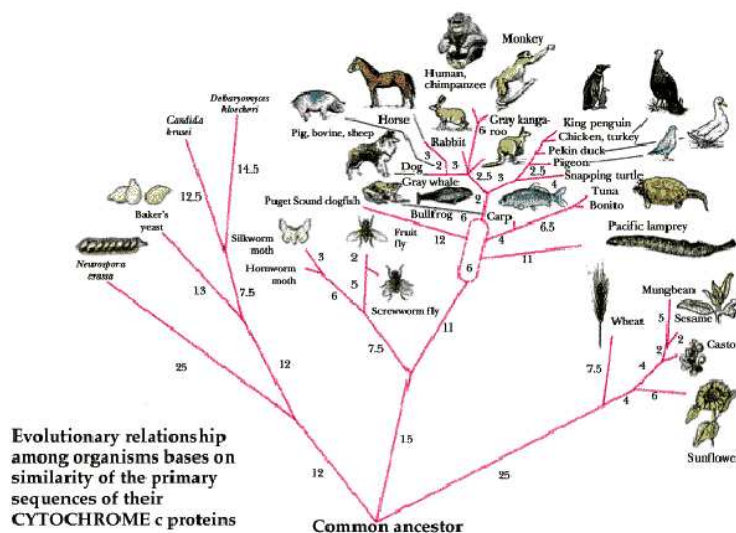 Monkey
Human,
chimpanzee
Debaryomyces
kloeckeri
Candida
krusei
Horse
Pig, bovine, sheep
Gray kanga-
roo
6
King penguin
Chicken, turkey
Pekin duck
Pigeon
Snapping turtle
Rabbit
3
2
3
2.5
3
2.5
4
Dog
Gray whale
2
Tuna
Bonito
14.5
12.5
Puget Sound dogfish
Bullfrog
6
Carp
6.5
4
12
11
Pacific lamprey
Baker's
yeast
Silkworm
moth
Fruit
fly
Neurospora
crassa
Hornworm
moth
3
2
6
5
6
Screwworm fly
13
7.5
7.5
11
Mungbean
Sesame
5
Wheat
2
2
Casto
7.5
4
4
6
Sunflower
25
12
15
25
12
Evolutionary relationship
among organisms bases on
similarity of the primary
sequences of their
CYTOCHROME c proteins
Common ancestor